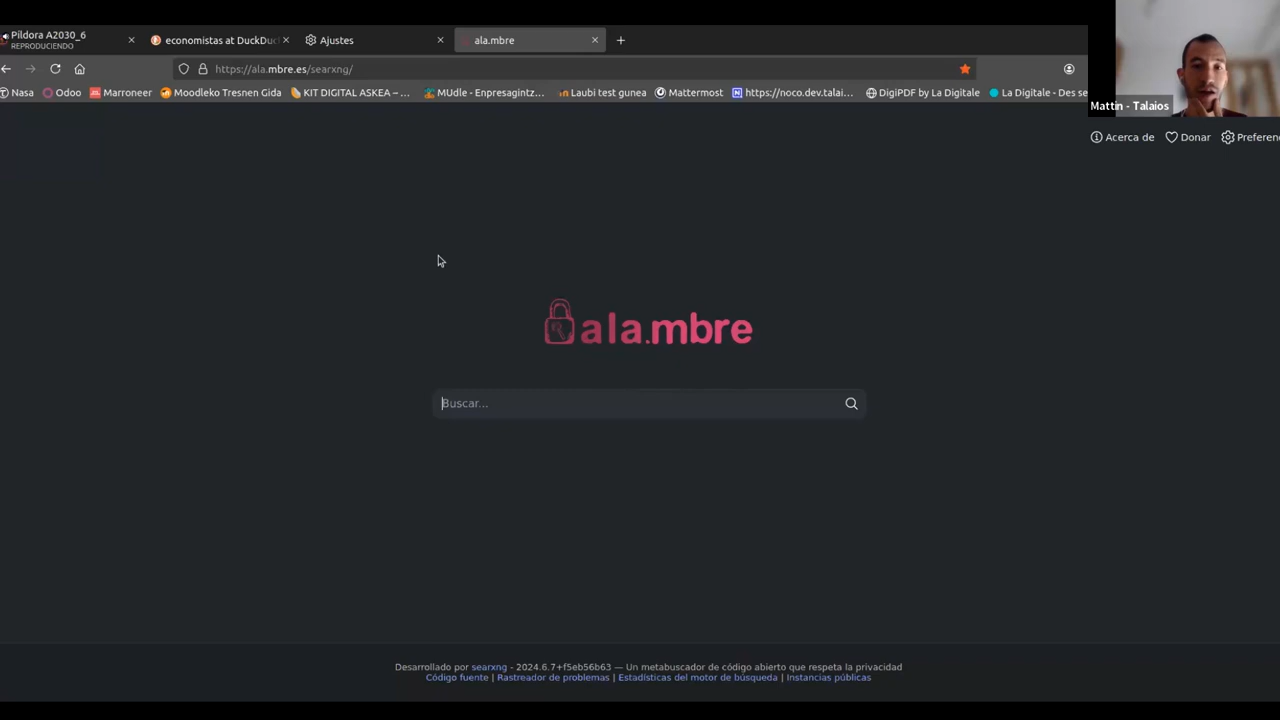 Píldora A2030_6
REPRODUCIENDO
economistas at DuckDuc
Ajustes
ala.mbre
https://ala.mbre.es/searxng/
Nasa
Odoo
Marroneer
Moodleko Tresnen Gida
KIT DIGITAL ASKEA – ...
MUdle - Enpresagintz...
Laubi test gunea
Mattermost
https://noco.dev.talai...
DigiPDF by La Digitale
La Digitale - Des se
Mattin - Talaios
Acerca de
Donar
Preferen
ala.mbre
Buscar...
Desarrollado por searxng - 2024.6.7+f5eb56b63 — Un metabuscador de código abierto que respeta la privacidad
Código fuente | Rastreador de problemas | Estadísticas del motor de búsqueda | Instancias públicas